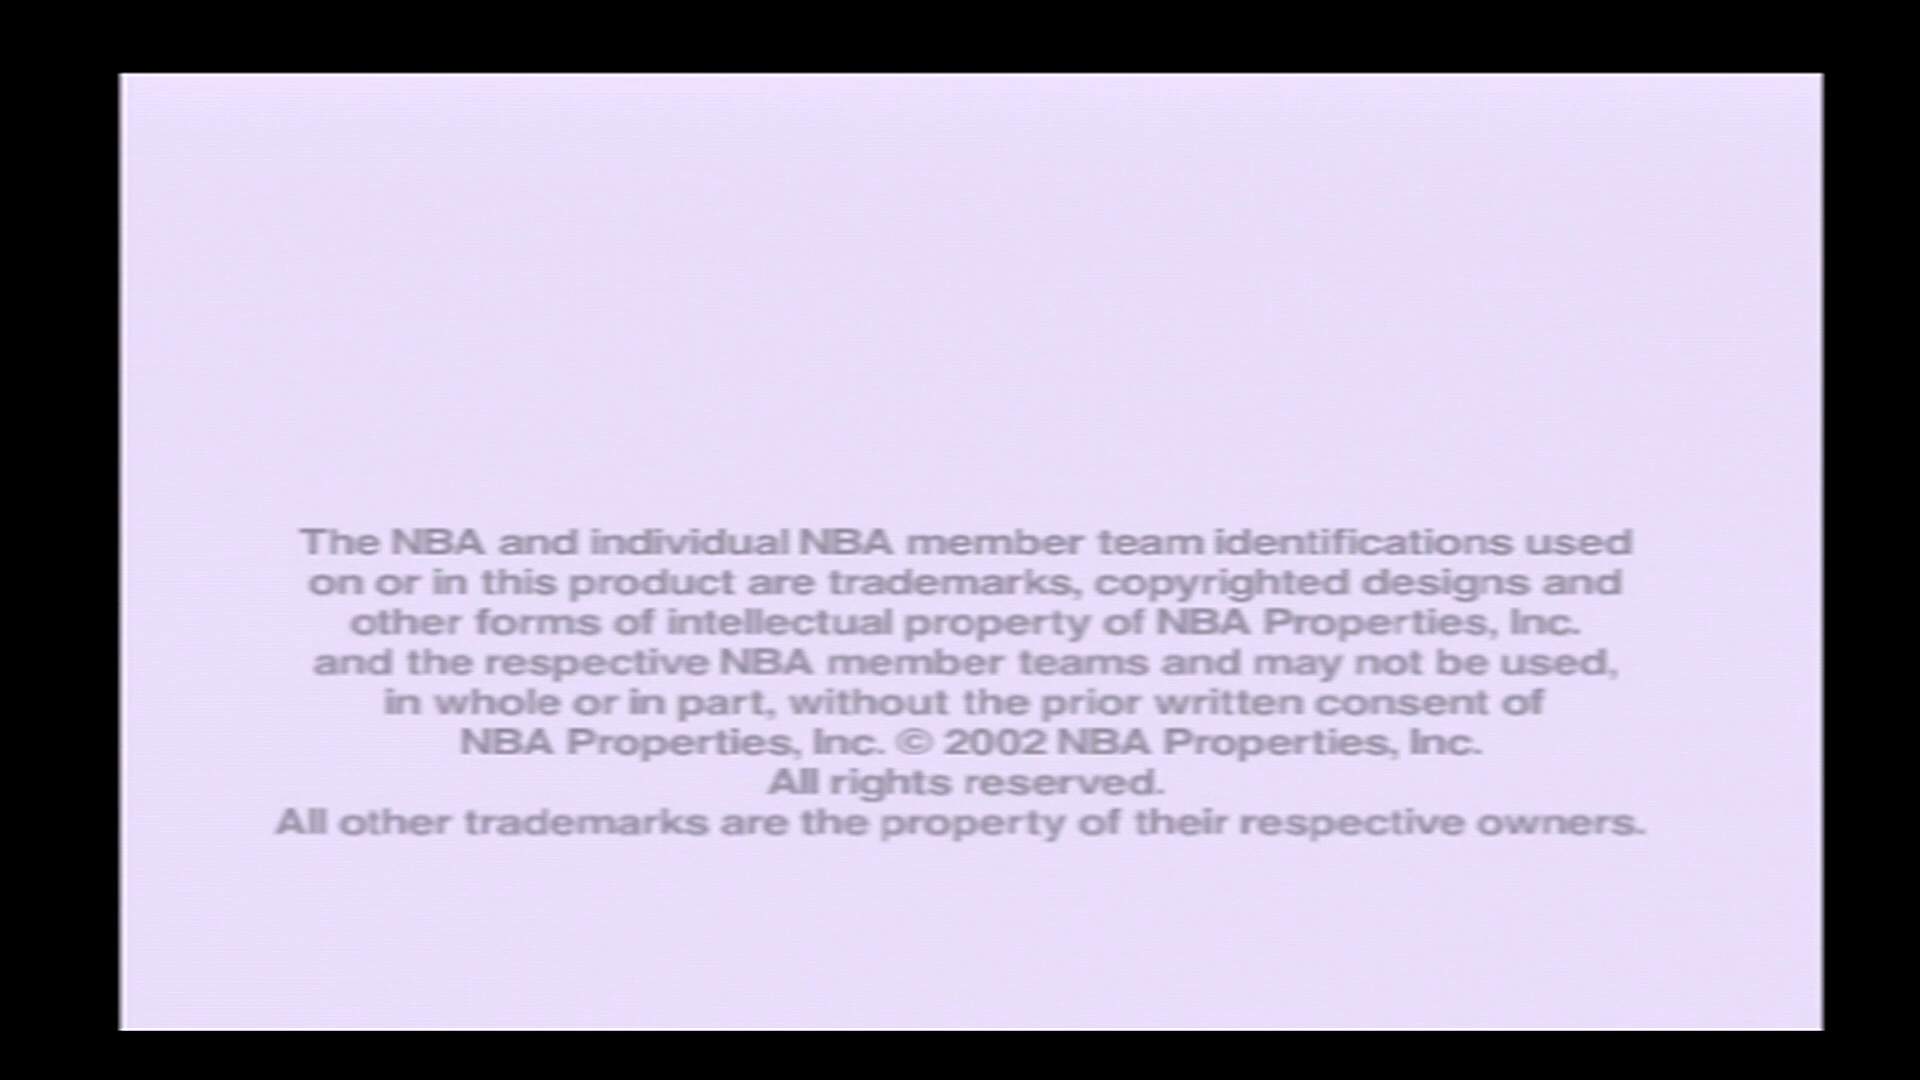 The NBA and individual NBA member team identifications used
on or in this product are trademarks, copyrighted designs and
other forms of intellectual property of NBA Properties, Inc.
and the respective NBA member teams and may not be used,
in whole or in part, without the prior written consent of
NBA Properties, Inc. © 2002 NBA Properties, Inc.
All rights reserved.
All other trademarks are the property of their respective owners.